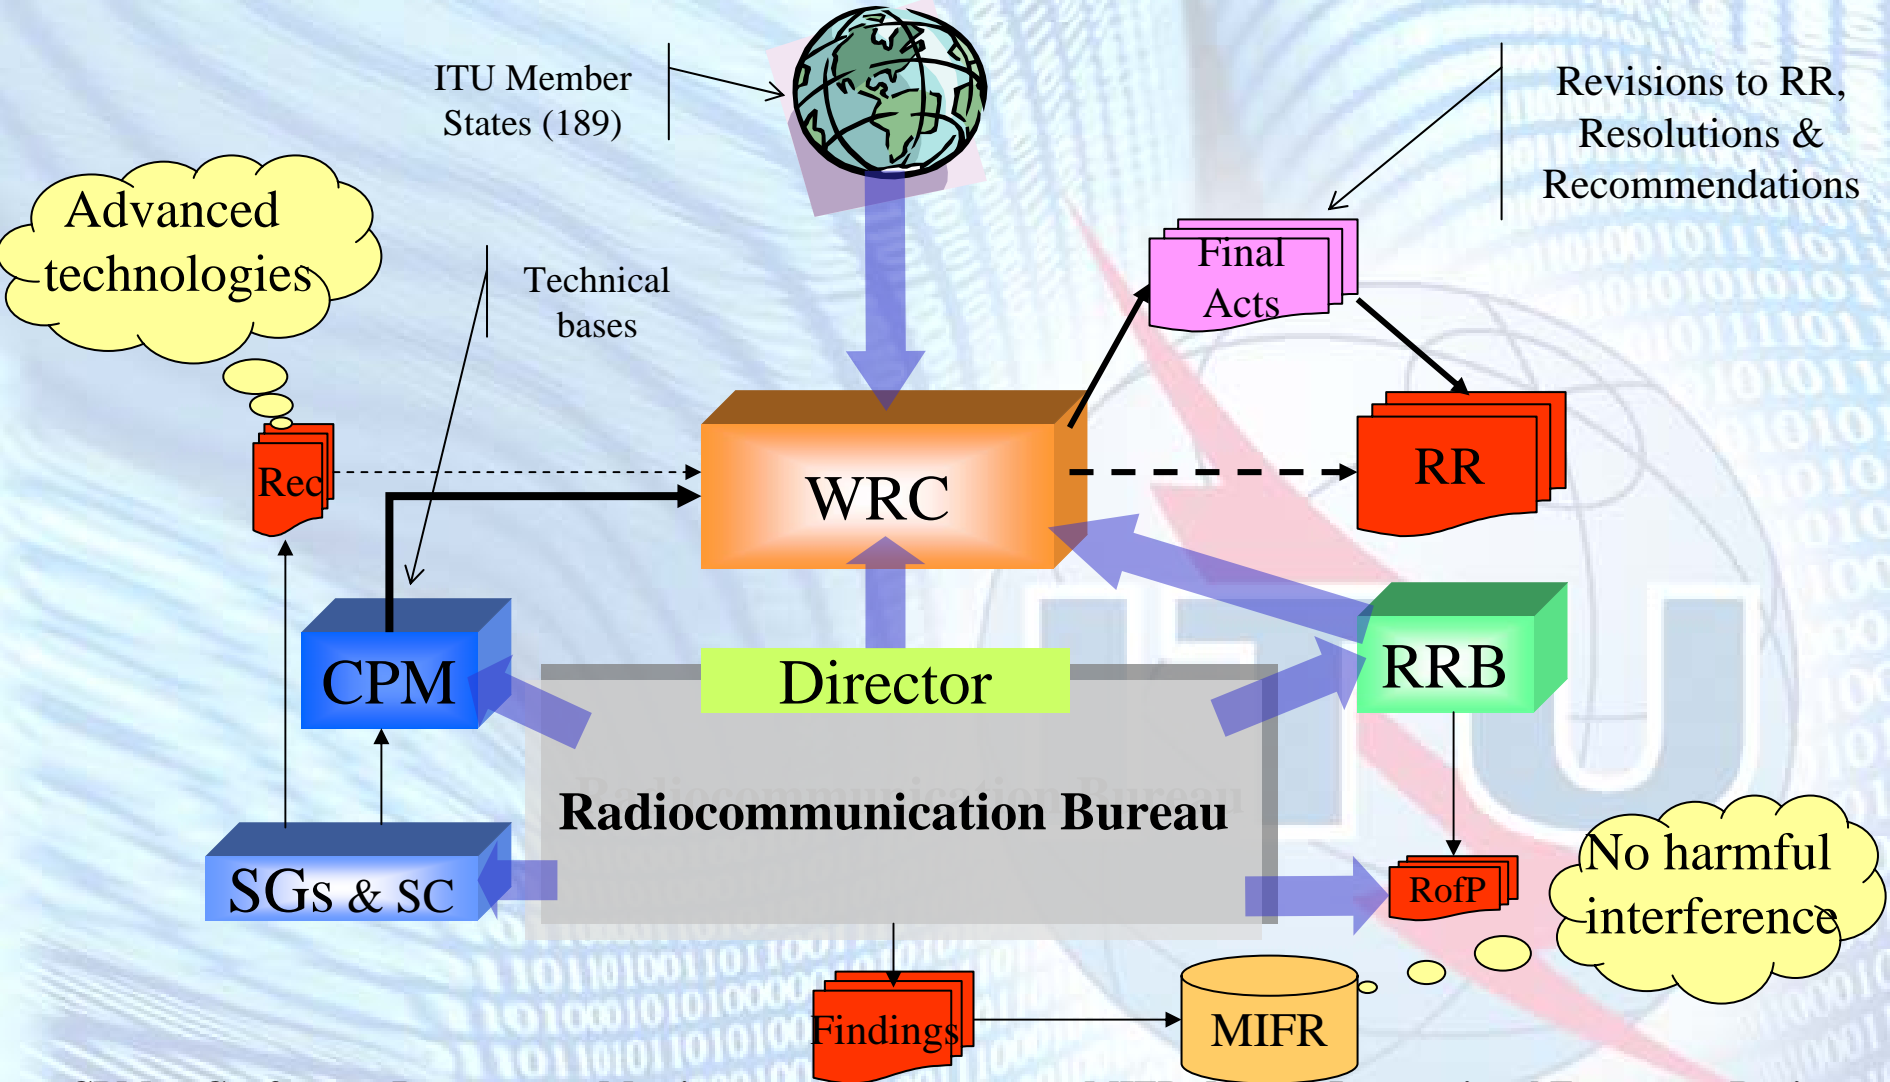 ITU Member
States (189)
Revisions to RR,
Resolutions &
Recommendations
Advanced
technologies
Technical
bases
Final
Acts
Rec
WRC
RR
CPM
Director
RRB
Radiocommunication Bureau
SGs & SC
RofP
No harmful
interference
Findings
MIFR
ITU